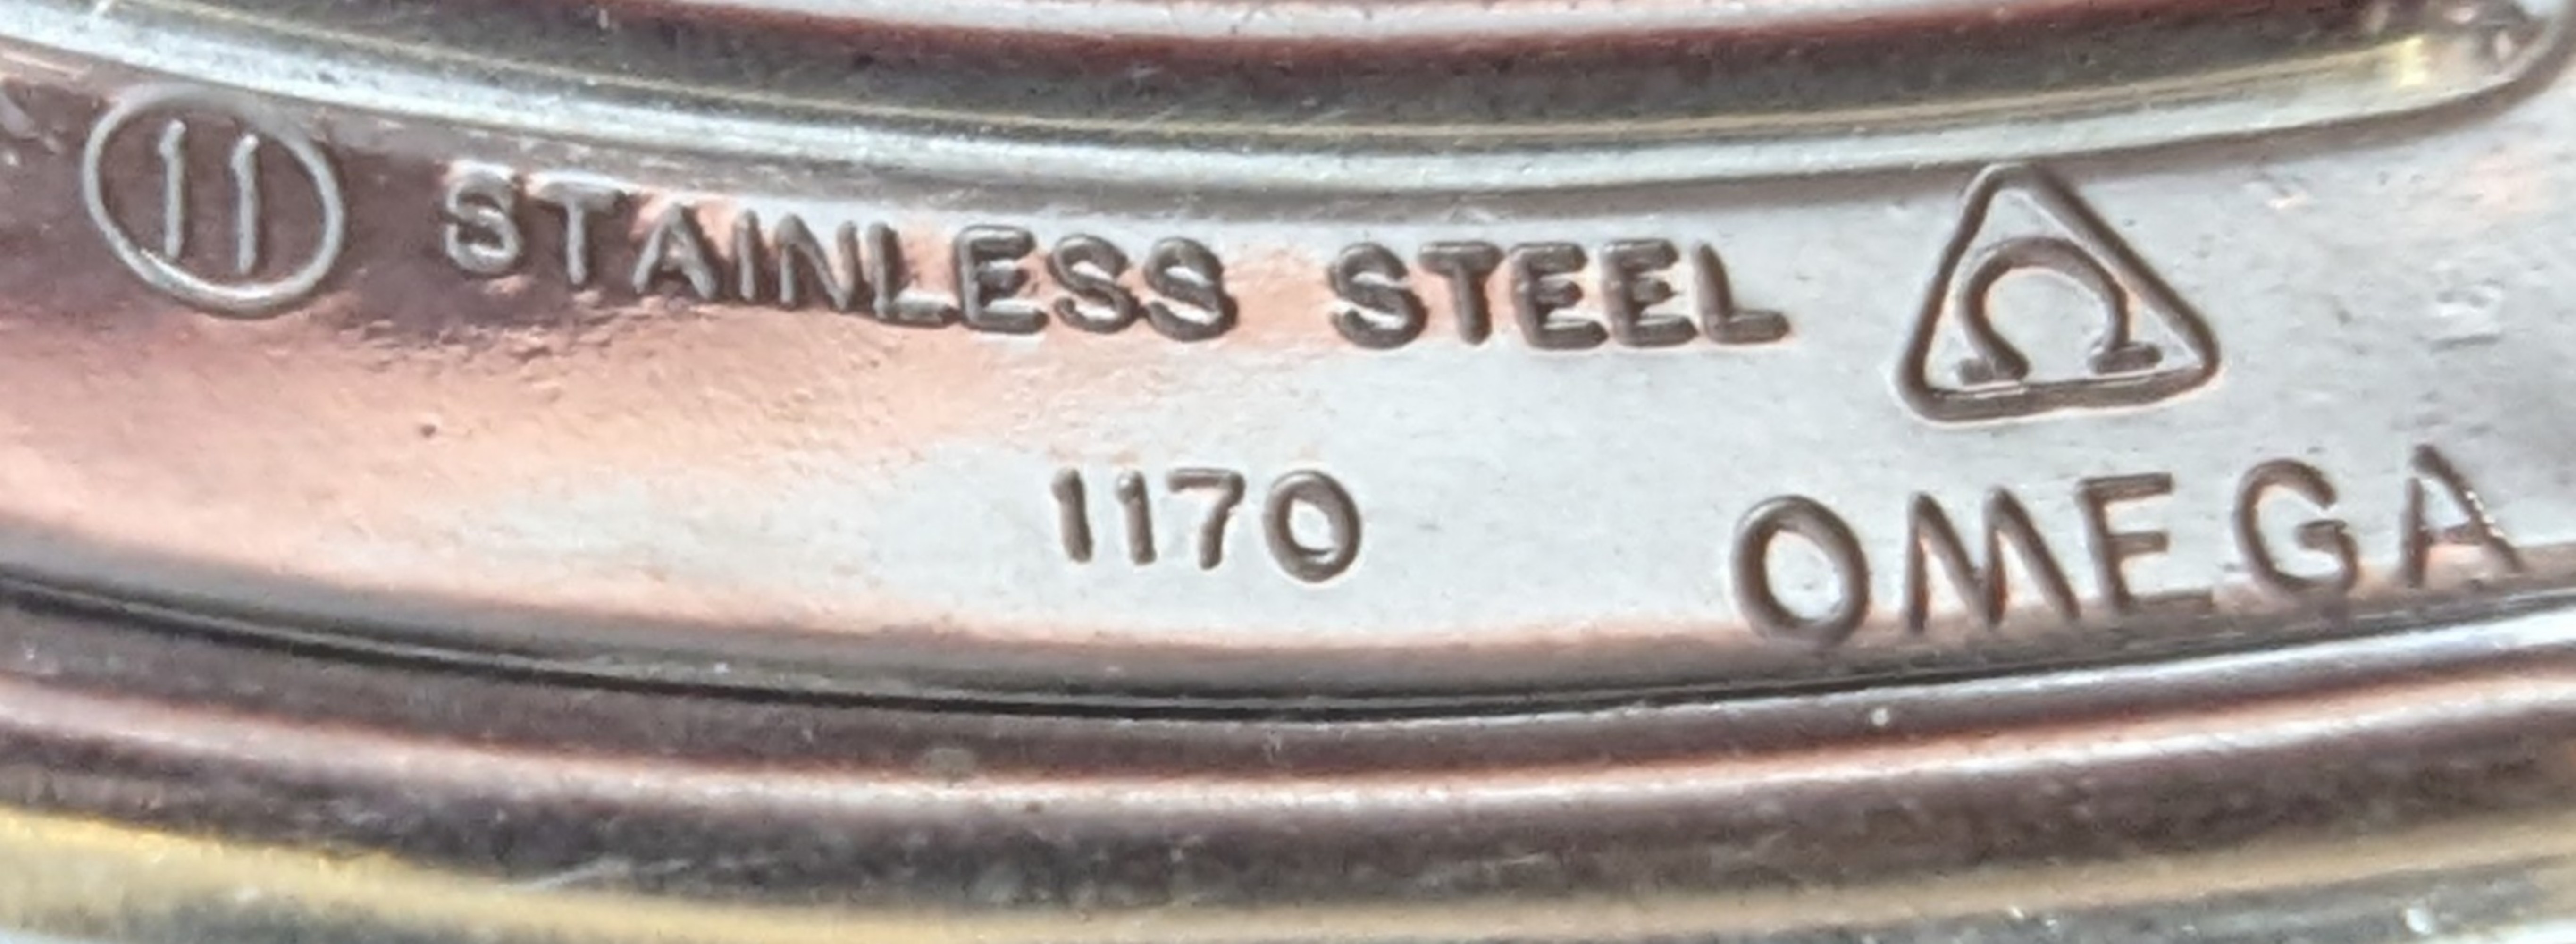 11 STAINLESS STEEL Ω
1170
OMEGA